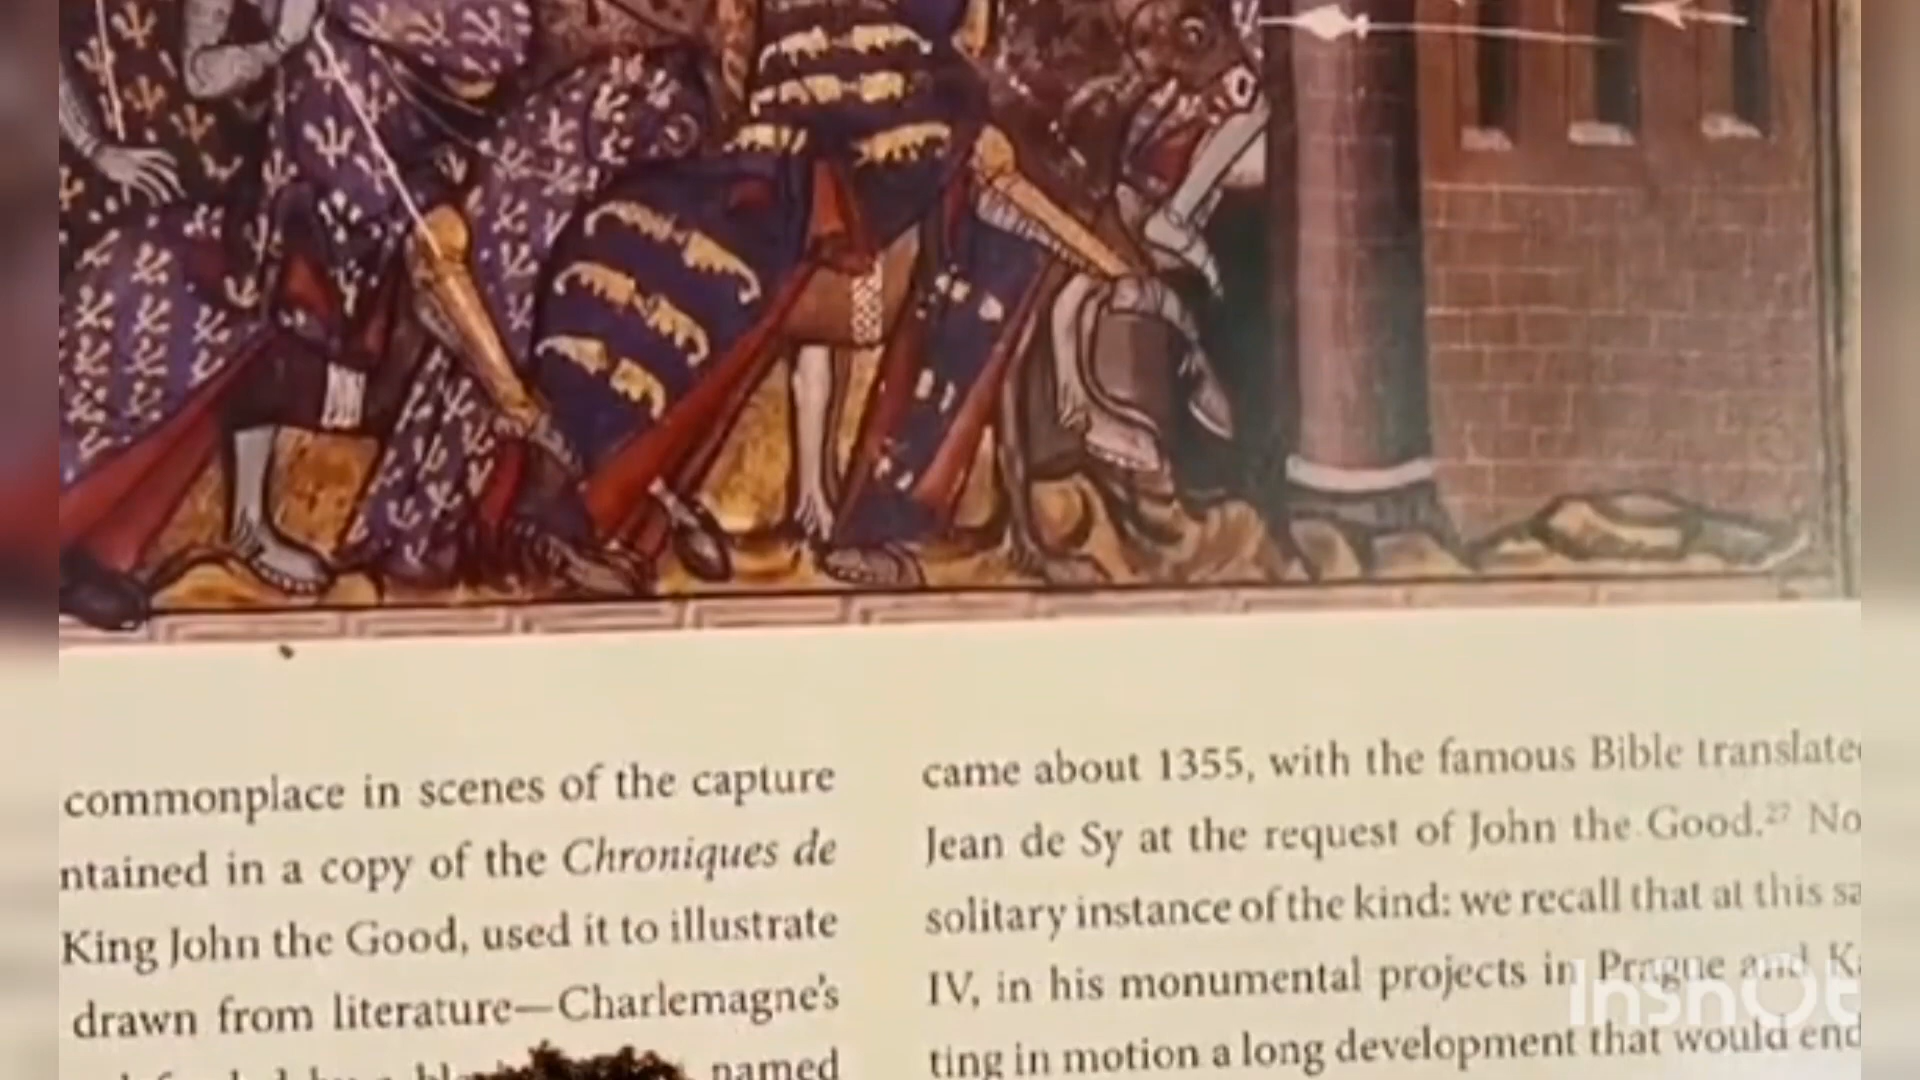 commonplace in scenes of the capture
ntained in a copy of the Chroniques de
King John the Good, used it to illustrate
drawn from literature—Charlemagne's
named
came about 1355, with the famous Bible translate
Jean de Sy at the request of John the Good.²⁷ No
solitary instance of the kind: we recall that at this sa
IV, in his monumental projects in Prague and K
ting in motion a long development that would end
InShOt